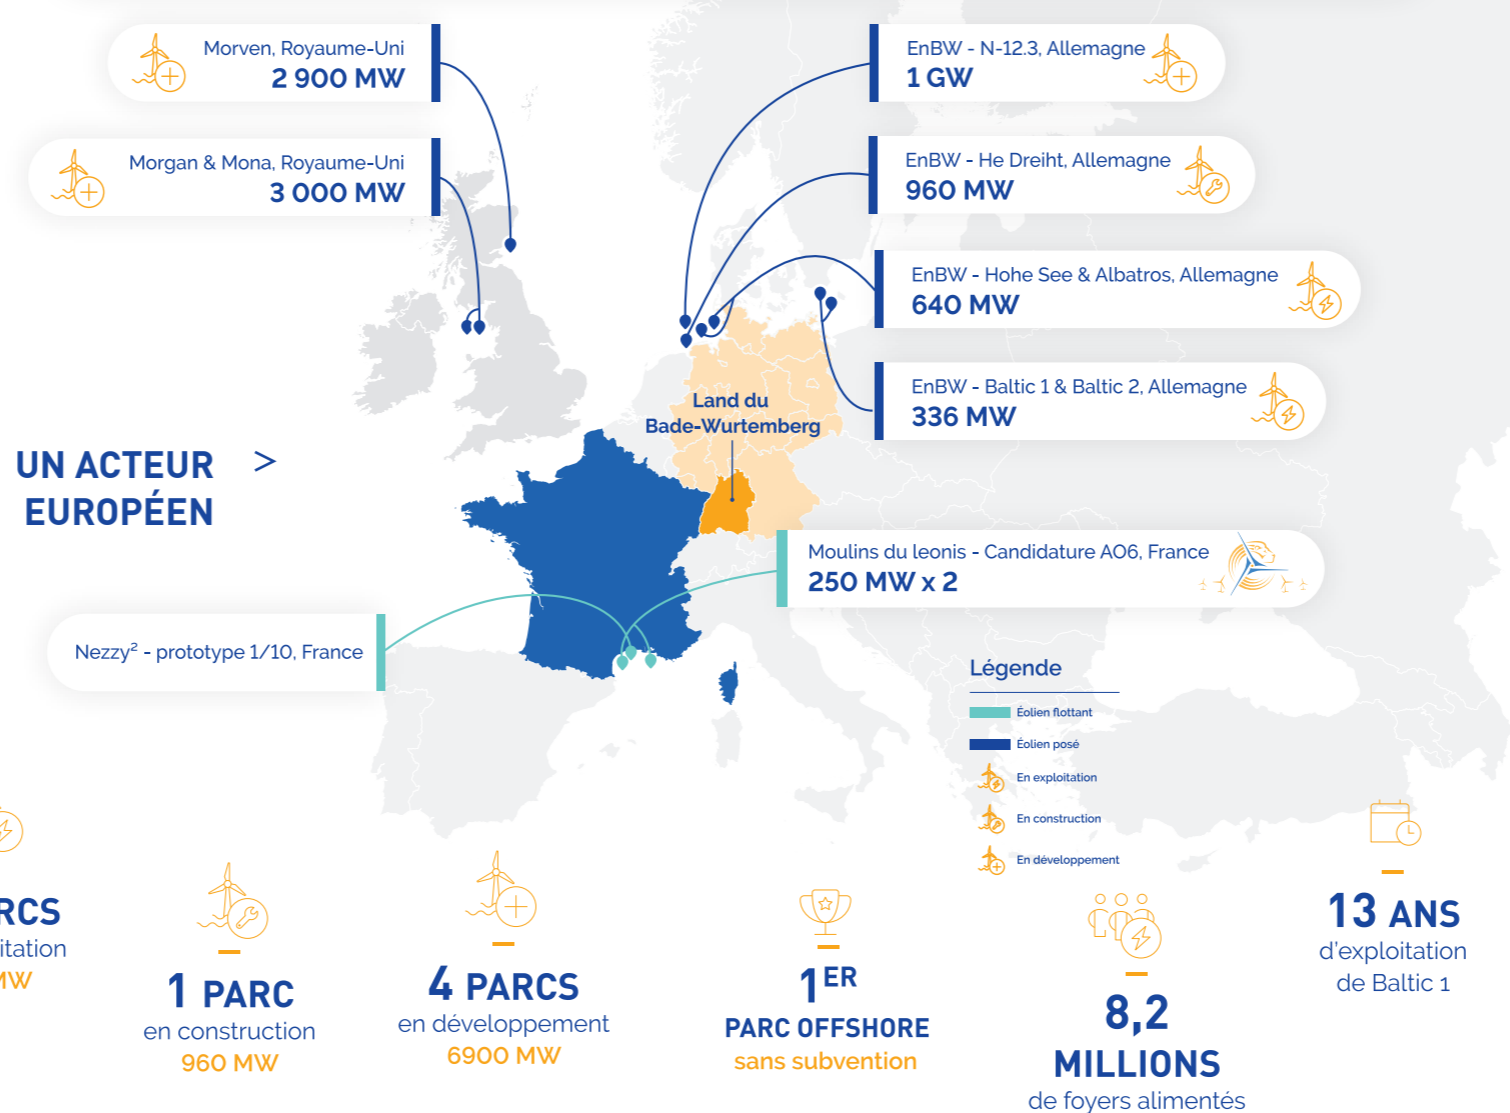 Morven, Royaume-Uni
2 900 MW
Morgan & Mona, Royaume-Uni
3 000 MW
EnBW - N-12.3, Allemagne
1 GW
EnBW - He Dreiht, Allemagne
960 MW
EnBW - Hohe See & Albatros, Allemagne
640 MW
EnBW - Baltic 1 & Baltic 2, Allemagne
336 MW
Land du
Bade-Wurtemberg
UN ACTEUR >
EUROPÉEN
Moulins du leonis - Candidature AO6, France
250 MW x 2
Nezzy² - prototype 1/10, France
Légende
Éolien flottant
Éolien posé
En exploitation
En construction
En développement
RCS
itation
MW
1 PARC
en construction
960 MW
4 PARCS
en développement
6900 MW
1ER
PARC OFFSHORE
sans subvention
8,2
MILLIONS
de foyers alimentés
13 ANS
d'exploitation
de Baltic 1